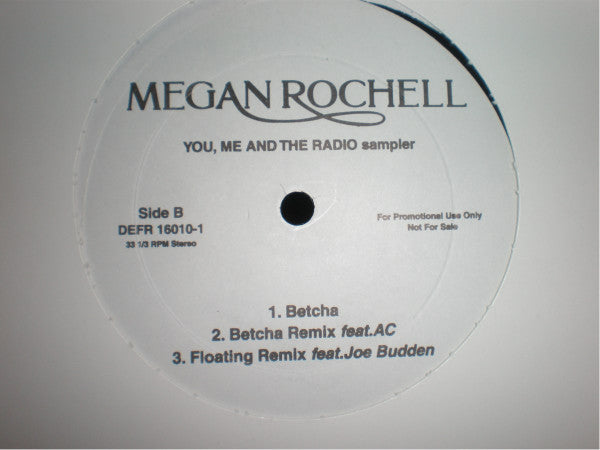 MEGAN ROCHELL
YOU, ME AND THE RADIO sampler
Side B
DEFR 16010-1
33 1/3 RPM Stereo
For Promotional Use Only
Not For Sale
1. Betcha
2. Betcha Remix feat.AC
3. Floating Remix feat.Joe Budden